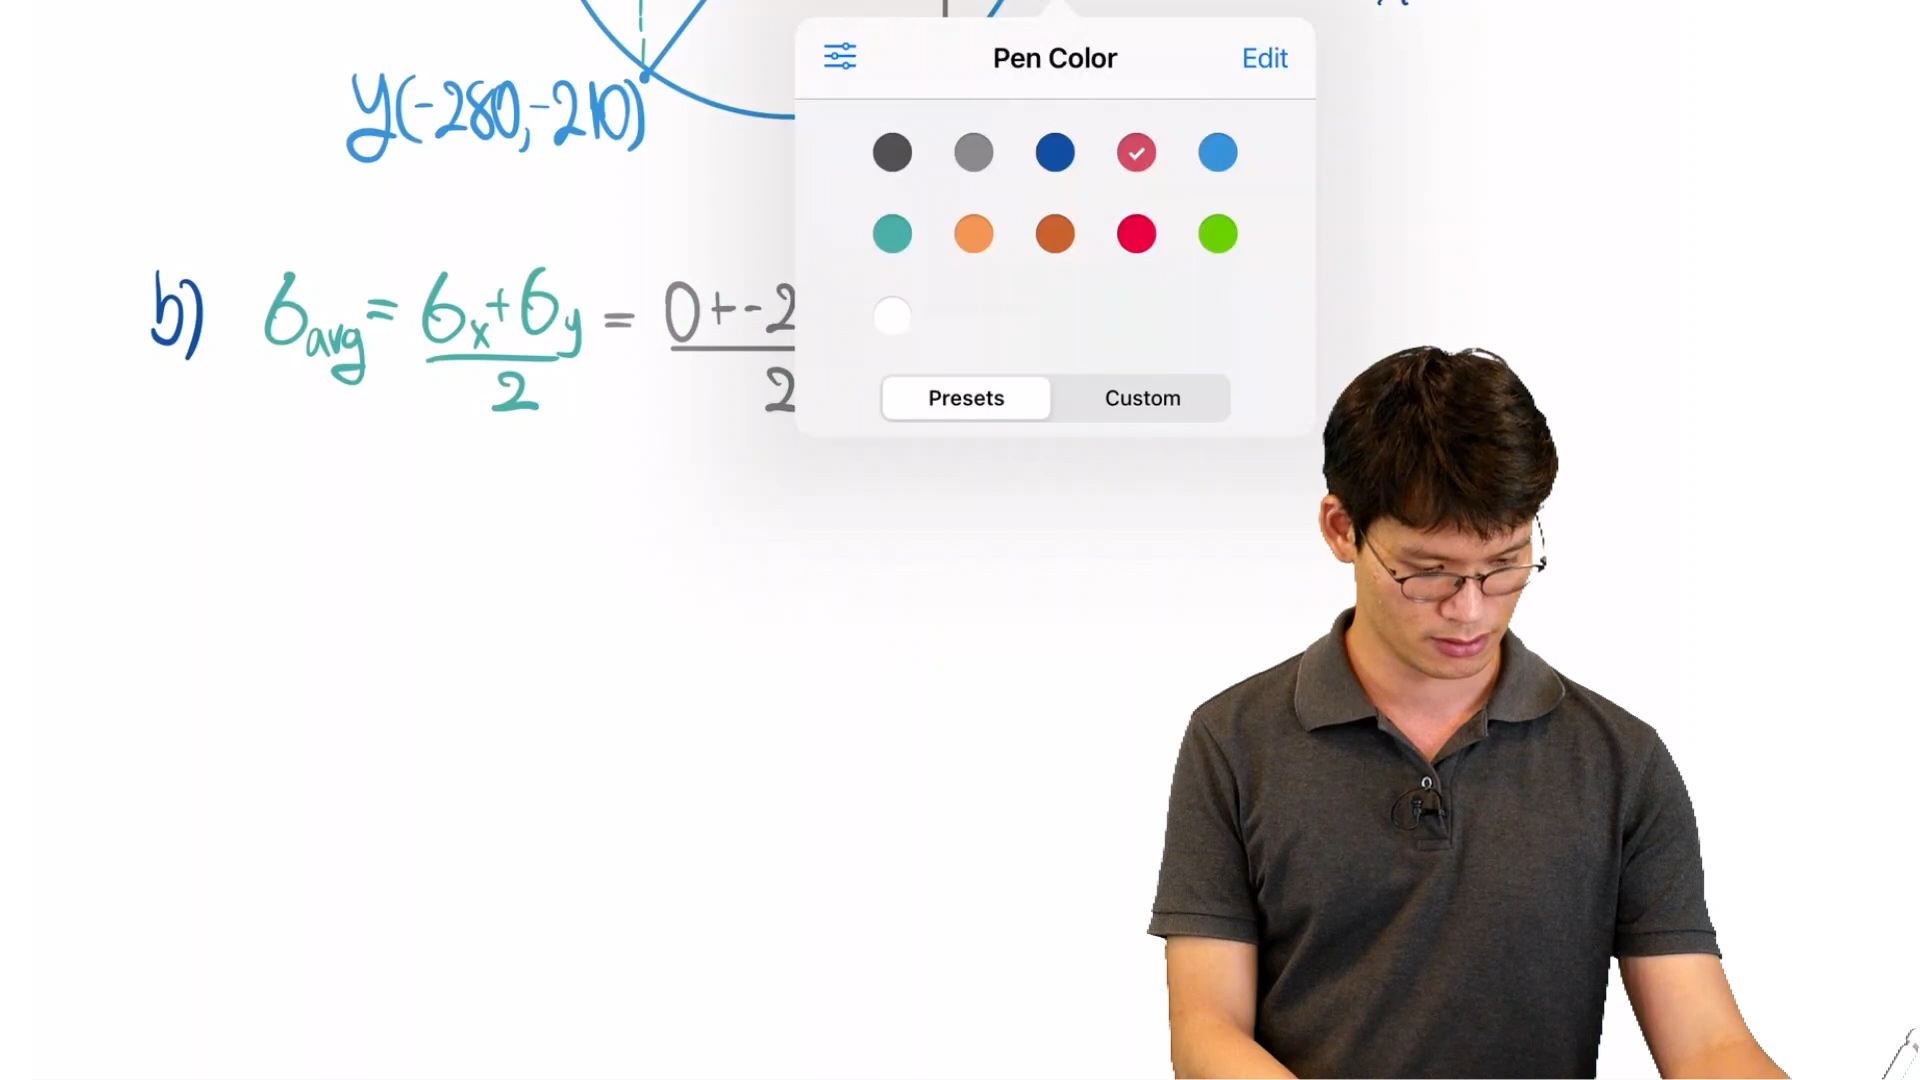 Pen Color
Edit
y(-280,-210)
b) σavg = σx+σy = 0+-2
2
2
Presets
Custom